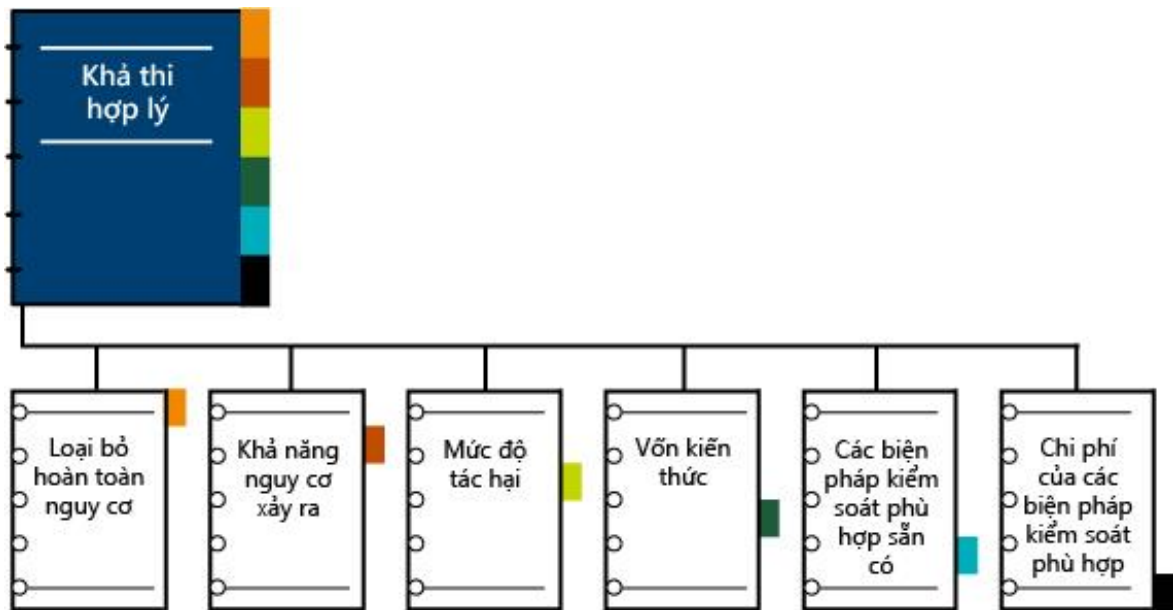 Khả thi
hợp lý
Loại bỏ
hoàn toàn
nguy cơ
Khả năng
nguy cơ
xảy ra
Mức độ
tác hại
Vốn kiến
thức
Các biện
pháp kiểm
soát phù
hợp sẵn
có
Chi phí
của các
biện pháp
kiểm soát
phù hợp